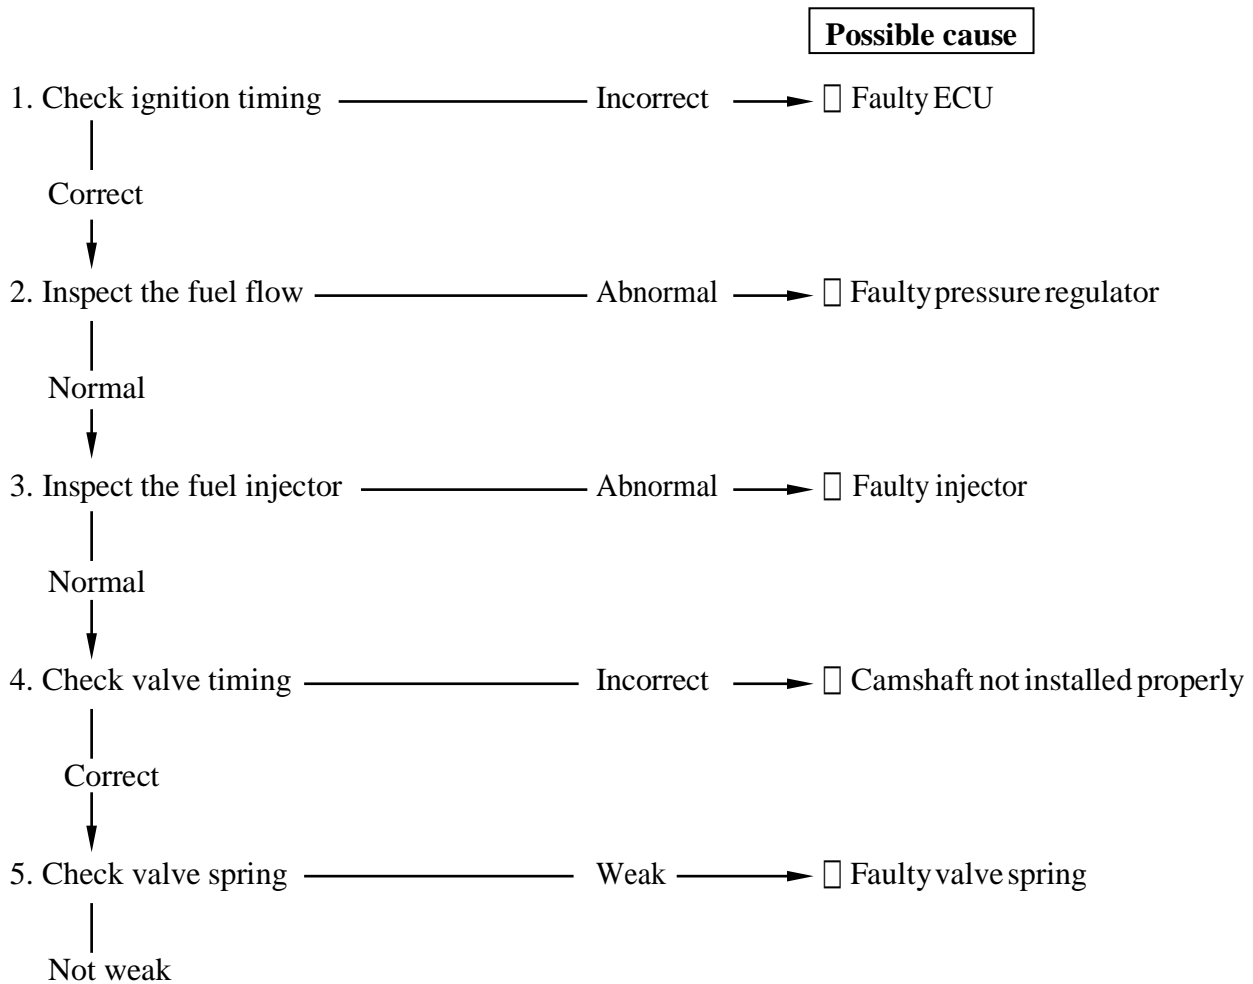 Possible cause
1. Check ignition timing Incorrect Faulty ECU
Correct
2. Inspect the fuel flow Abnormal Faulty pressure regulator
Normal
3. Inspect the fuel injector Abnormal Faulty injector
Normal
4. Check valve timing Incorrect Camshaft not installed properly
Correct
5. Check valve spring Weak Faulty valve spring
Not weak